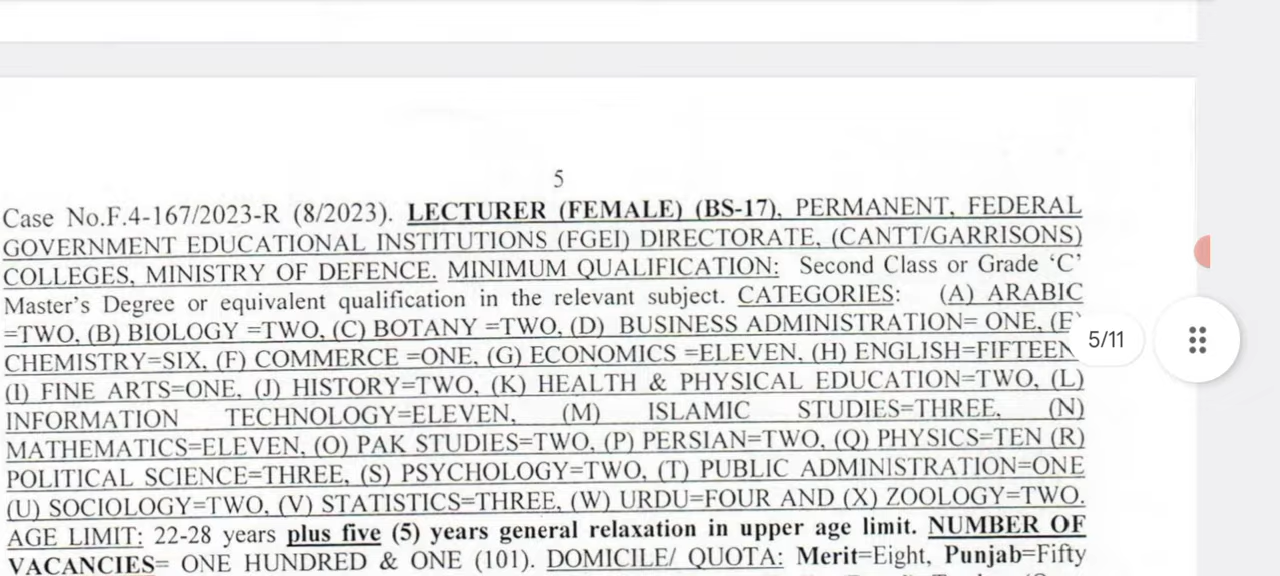 5
Case No.F.4-167/2023-R (8/2023). LECTURER (FEMALE) (BS-17), PERMANENT, FEDERAL
GOVERNMENT EDUCATIONAL INSTITUTIONS (FGEI) DIRECTORATE, (CANTT/GARRISONS)
COLLEGES, MINISTRY OF DEFENCE. MINIMUM QUALIFICATION: Second Class or Grade ‘C’
Master’s Degree or equivalent qualification in the relevant subject. CATEGORIES: (A) ARABIC
=TWO, (B) BIOLOGY =TWO, (C) BOTANY =TWO, (D) BUSINESS ADMINISTRATION= ONE, (E)
5/11
CHEMISTRY=SIX, (F) COMMERCE =ONE, (G) ECONOMICS =ELEVEN, (H) ENGLISH=FIFTEEN
(I) FINE ARTS=ONE, (J) HISTORY=TWO, (K) HEALTH & PHYSICAL EDUCATION=TWO, (L)
INFORMATION TECHNOLOGY=ELEVEN, (M) ISLAMIC STUDIES=THREE, (N)
MATHEMATICS=ELEVEN, (O) PAK STUDIES=TWO, (P) PERSIAN=TWO, (Q) PHYSICS=TEN (R)
POLITICAL SCIENCE=THREE, (S) PSYCHOLOGY=TWO, (T) PUBLIC ADMINISTRATION=ONE
(U) SOCIOLOGY=TWO, (V) STATISTICS=THREE, (W) URDU=FOUR AND (X) ZOOLOGY=TWO.
AGE LIMIT: 22-28 years plus five (5) years general relaxation in upper age limit. NUMBER OF
VACANCIES= ONE HUNDRED & ONE (101). DOMICILE/ QUOTA: Merit=Eight, Punjab=Fifty